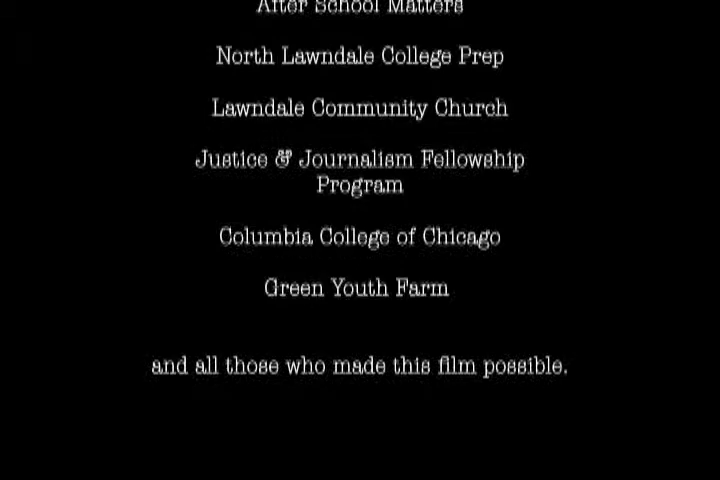 After School Matters
North Lawndale College Prep
Lawndale Community Church
Justice & Journalism Fellowship
Program
Columbia College of Chicago
Green Youth Farm
and all those who made this film possible.